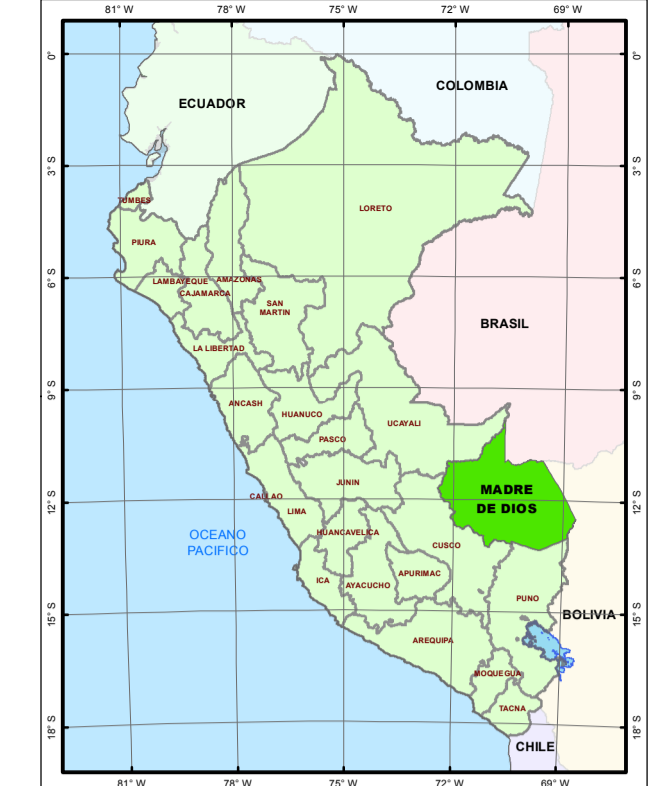 81° W 78° W 75° W 72° W 69° W
0° 0°
COLOMBIA
ECUADOR
3° S 3° S
TUMBES
LORETO
PIURA
6° S 6° S
LAMBAYEQUE AMAZONAS
CAJAMARCA
SAN
MARTIN
BRASIL
LA LIBERTAD
9° S 9° S
ANCASH
HUANUCO
UCAYALI
PASCO
JUNIN
MADRE
DE DIOS
CALLAO
12° S 12° S
LIMA
HUANCAVELICA
OCEANO
PACIFICO
CUSCO
APURIMAC
ICA
AYACUCHO
PUNO
15° S 15° S
BOLIVIA
AREQUIPA
MOQUEGUA
TACNA
18° S 18° S
CHILE
81° W 78° W 75° W 72° W 69° W